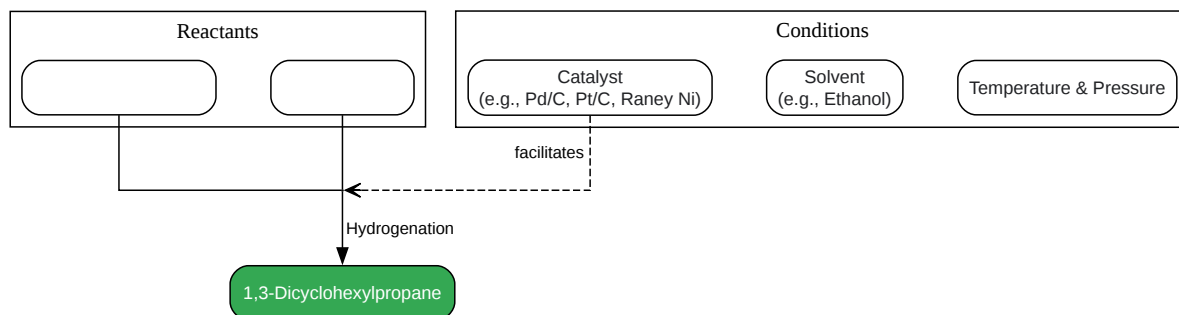 Reactants
Conditions
Catalyst
(e.g., Pd/C, Pt/C, Raney Ni)
Solvent
(e.g., Ethanol)
Temperature & Pressure
facilitates
Hydrogenation
1,3-Dicyclohexylpropane